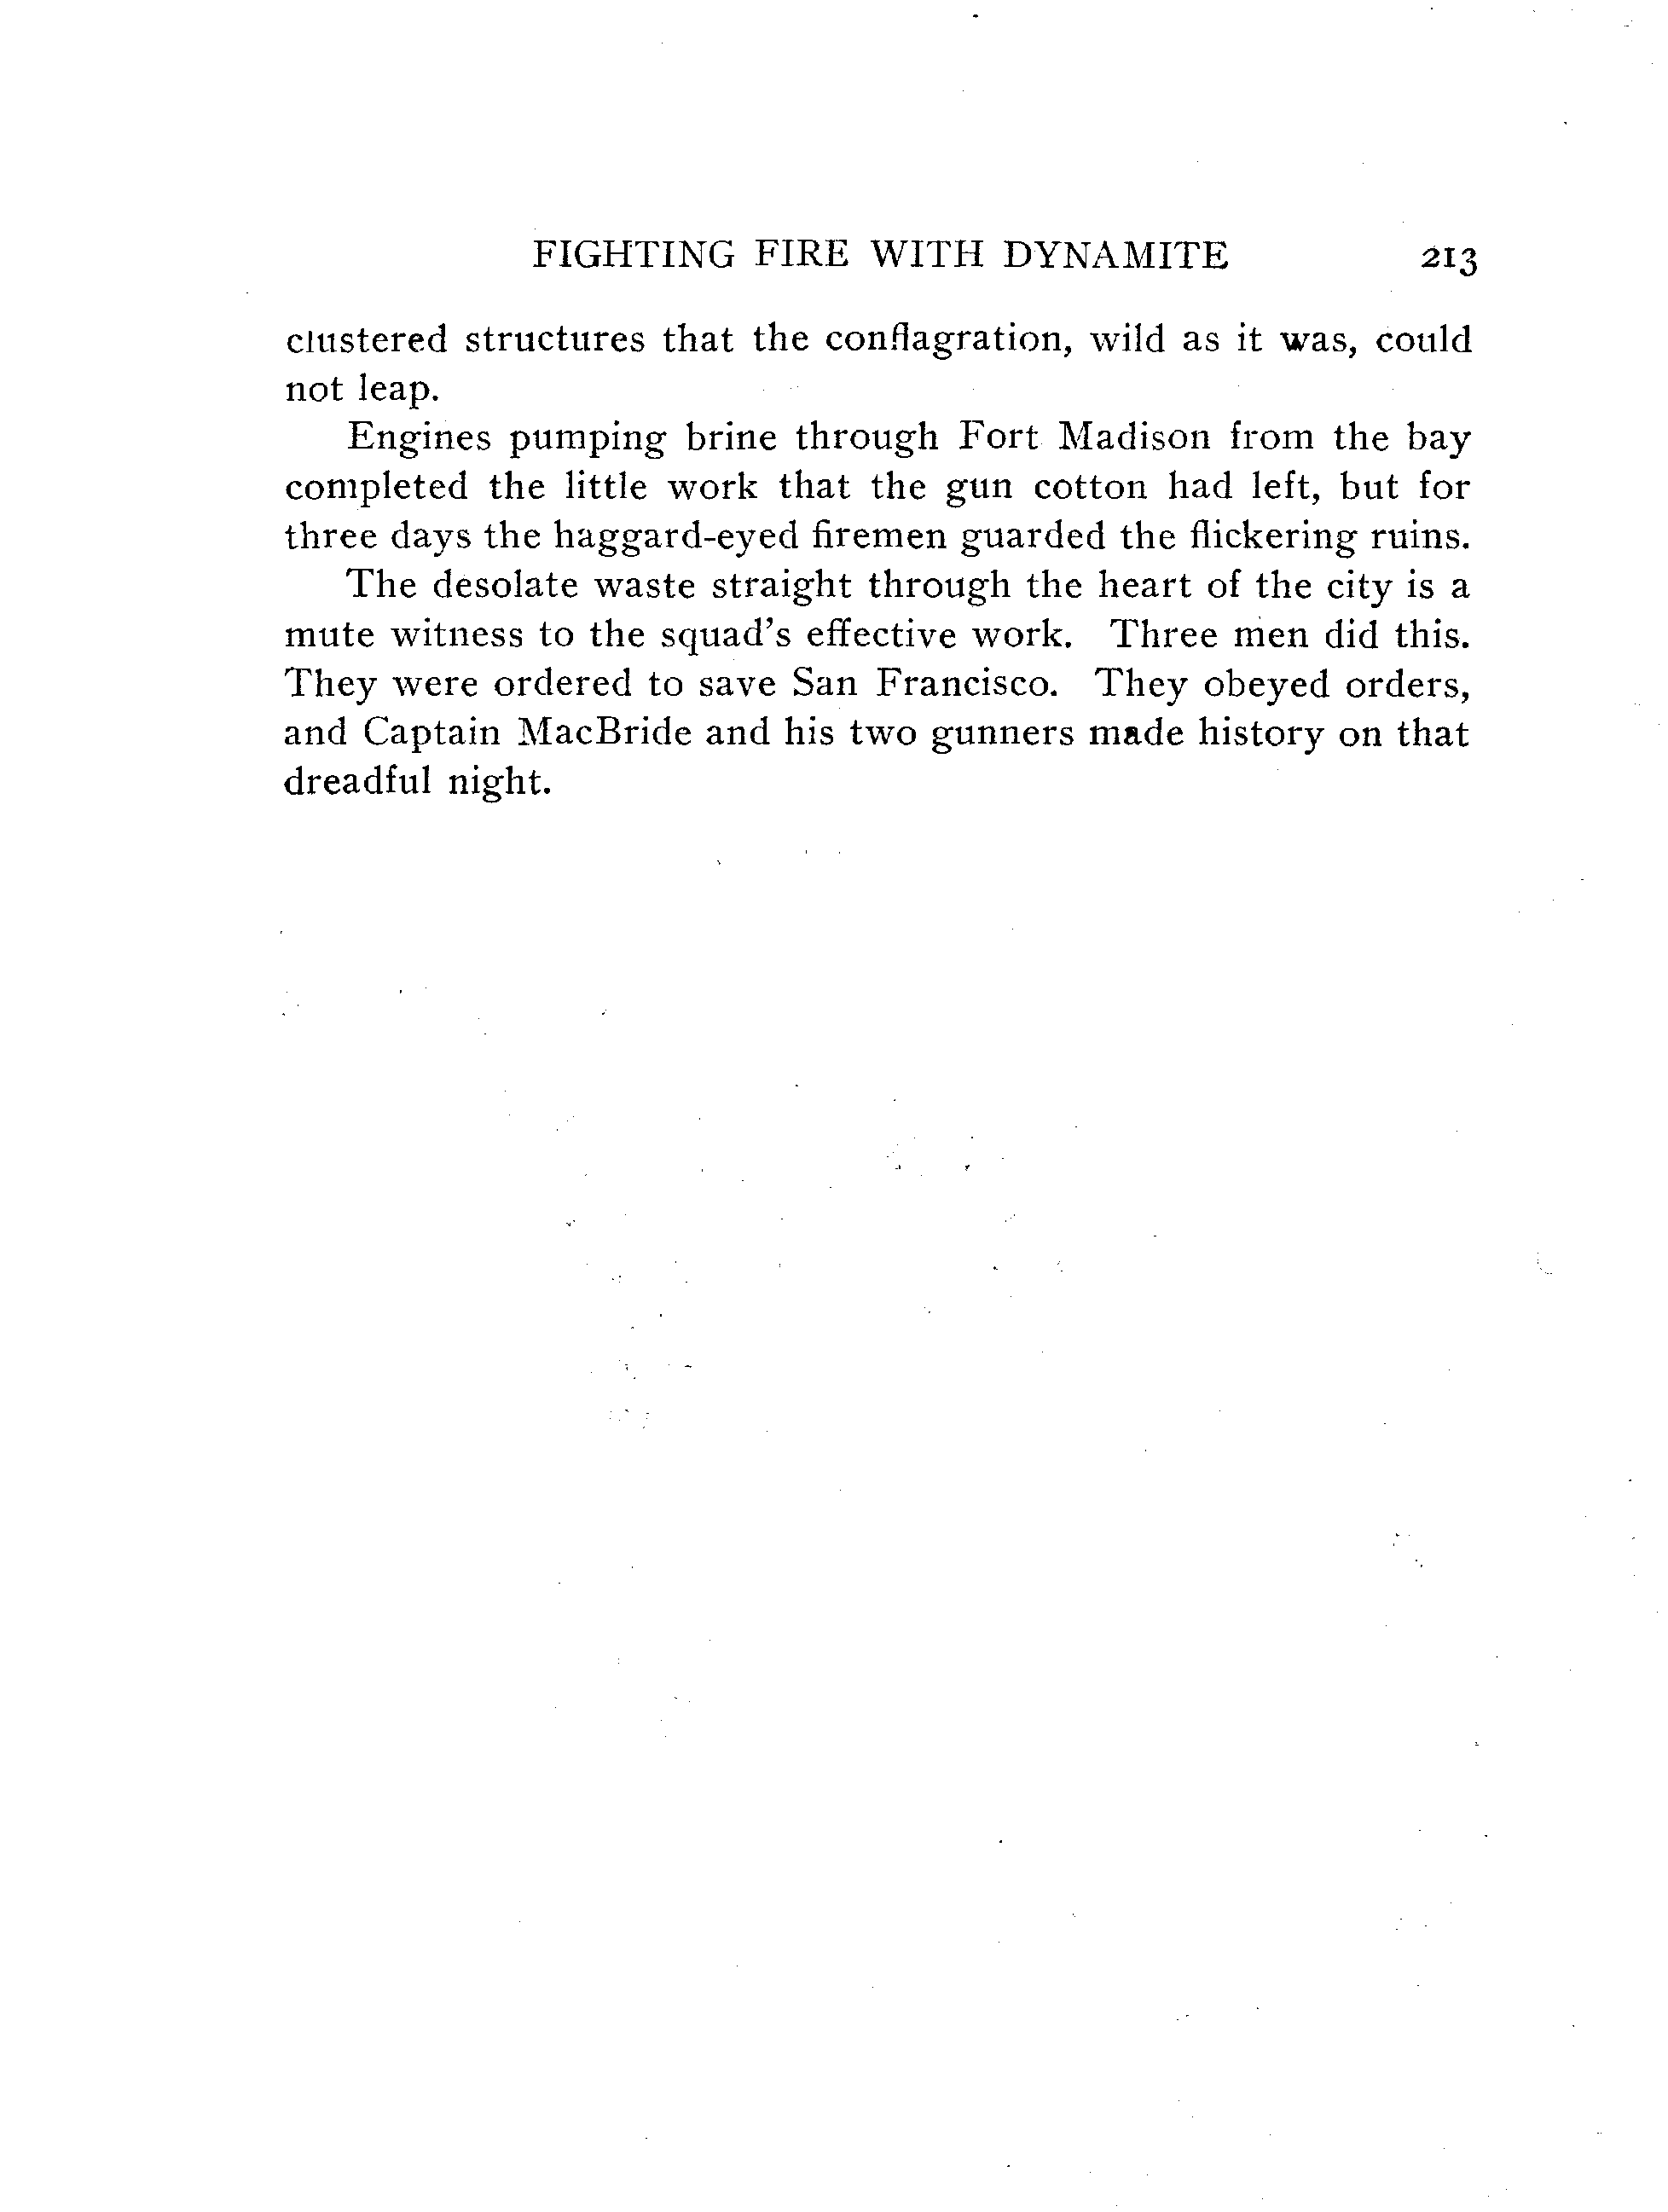 FIGHTING FIRE WITH DYNAMITE 213
clustered structures that the conflagration, wild as it was, could
not leap.
Engines pumping brine through Fort Madison from the bay
completed the little work that the gun cotton had left, but for
three days the haggard-eyed firemen guarded the flickering ruins.
The desolate waste straight through the heart of the city is a
mute witness to the squad's effective work. Three men did this.
They were ordered to save San Francisco. They obeyed orders,
and Captain MacBride and his two gunners made history on that
dreadful night.